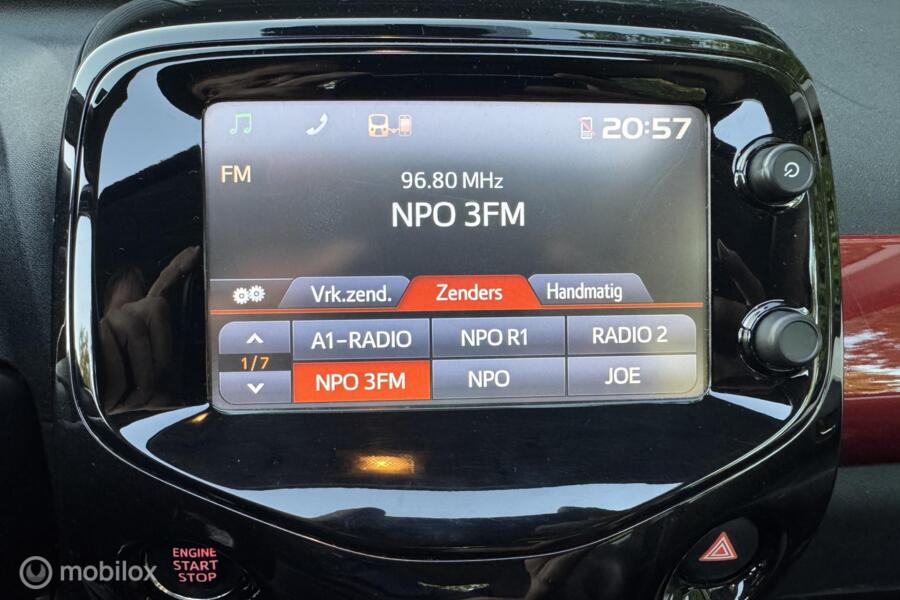 20:57
FM
96.80 MHz
NPO 3FM
Vrk.zend. Zenders Handmatig
A1-RADIO NPO R1 RADIO 2
1/7
NPO 3FM NPO JOE
ENGINE
START
STOP
mobilox